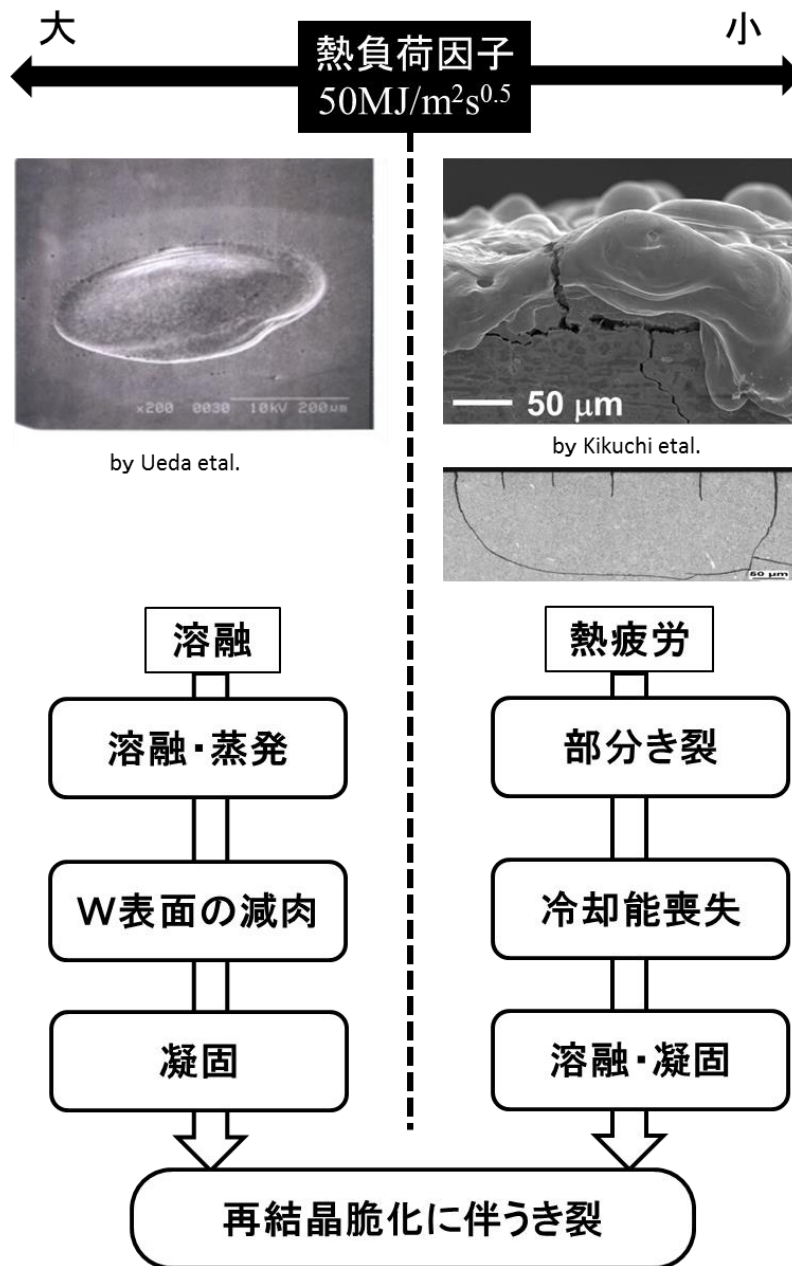 大
小
熱負荷因子
50MJ/m²s⁰·⁵
x200 0030 10kV 200μm
50 μm
by Ueda etal.
by Kikuchi etal.
50 μm
溶融
熱疲労
溶融・蒸発
部分き裂
W表面の減肉
冷却能喪失
凝固
溶融・凝固
再結晶脆化に伴うき裂